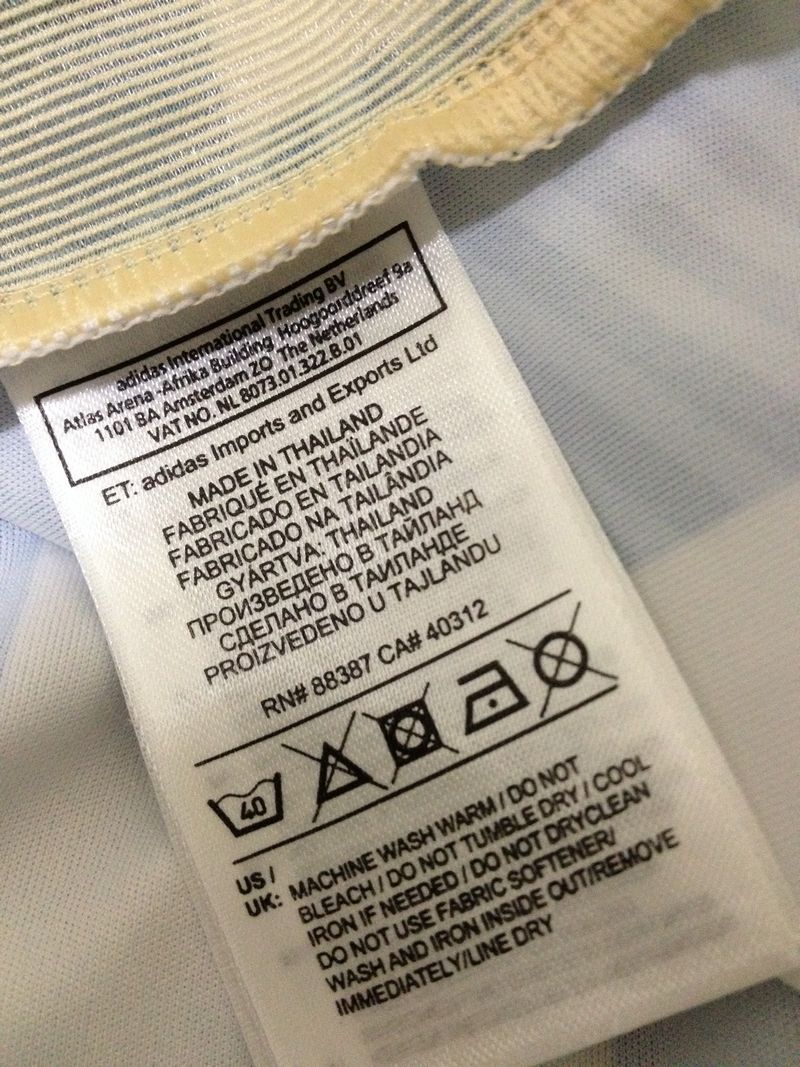 adidas International Trading BV
Atlas Arena -Afrika Building Hoogoorddreef 9a
1101 BA Amsterdam ZO The Netherlands
VAT NO. NL 8073.01.322.B.01
ET: adidas Imports and Exports Ltd
MADE IN THAILAND
FABRIQUÉ EN THAÏLANDE
FABRICADO EN TAILANDIA
FABRICADO NA TAILÂNDIA
GYÁRTVA: THAILAND
ПРОИЗВЕДЕНО В ТАЙЛАНД
СДЕЛАНО В ТАИЛАНДЕ
PROIZVEDENO U TAJLANDU
RN# 88387 CA# 40312
40
US / UK: MACHINE WASH WARM / DO NOT
BLEACH / DO NOT TUMBLE DRY / COOL
IRON IF NEEDED / DO NOT DRYCLEAN
DO NOT USE FABRIC SOFTENER/
WASH AND IRON INSIDE OUT/REMOVE
IMMEDIATELY/LINE DRY